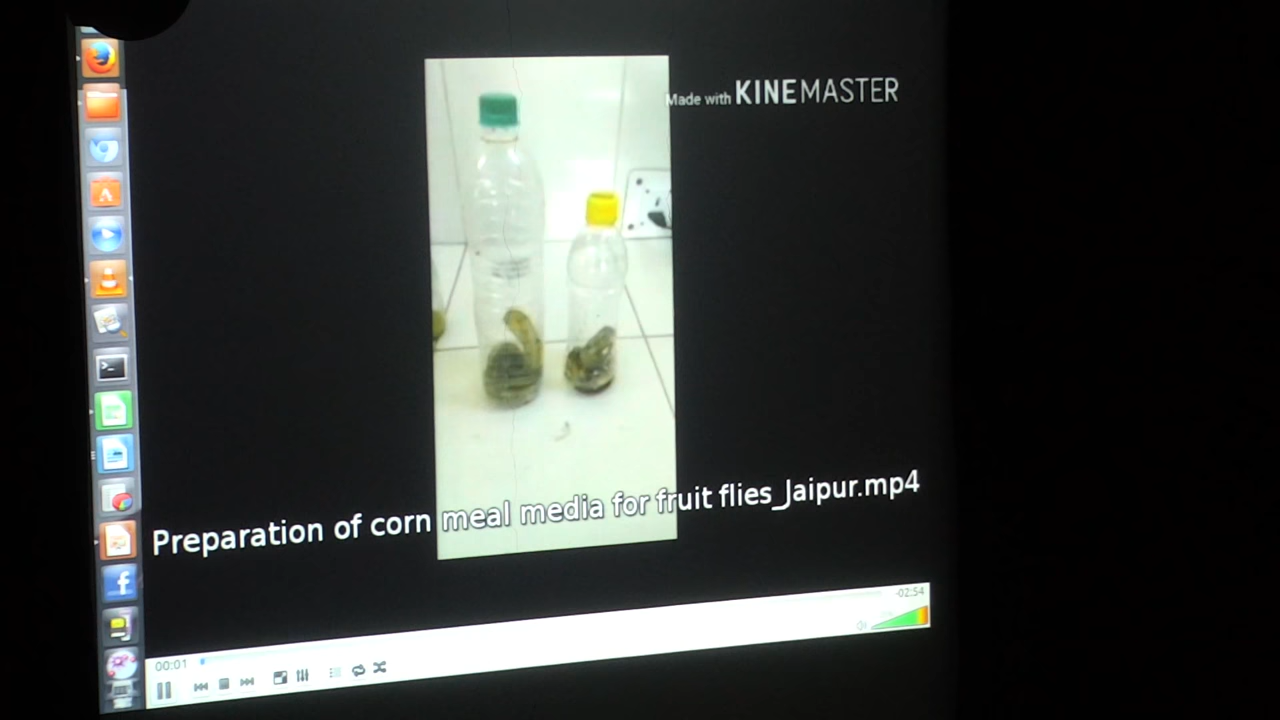 Made with KINEMASTER
Preparation of corn meal media for fruit flies_Jaipur.mp4
-02:54
00:01